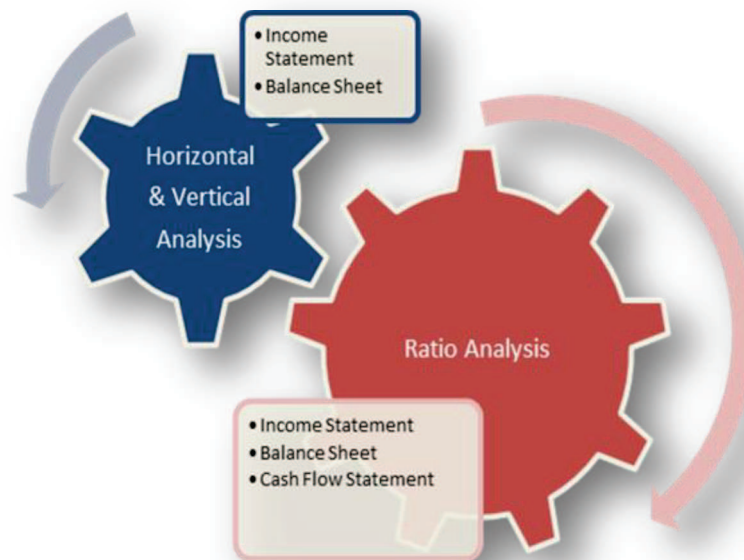 • Income
Statement
• Balance Sheet
Horizontal
& Vertical
Analysis
Ratio Analysis
• Income Statement
• Balance Sheet
• Cash Flow Statement